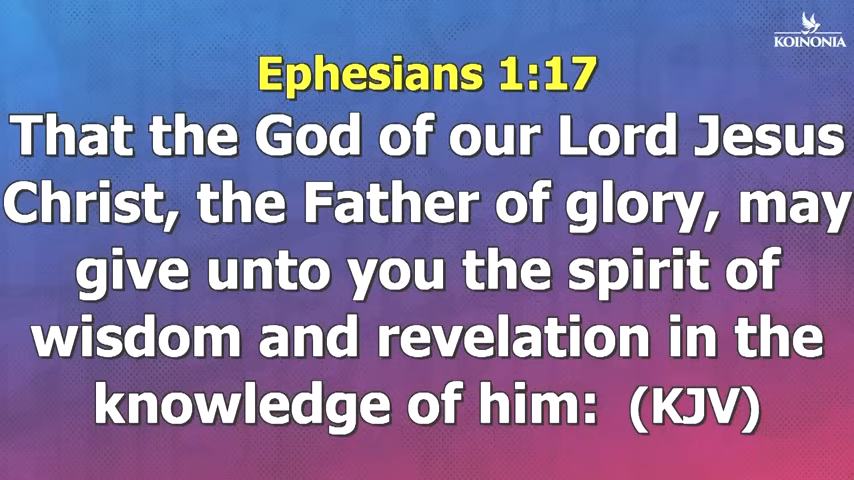 KOINONIA
Ephesians 1:17
That the God of our Lord Jesus
Christ, the Father of glory, may
give unto you the spirit of
wisdom and revelation in the
knowledge of him: (KJV)